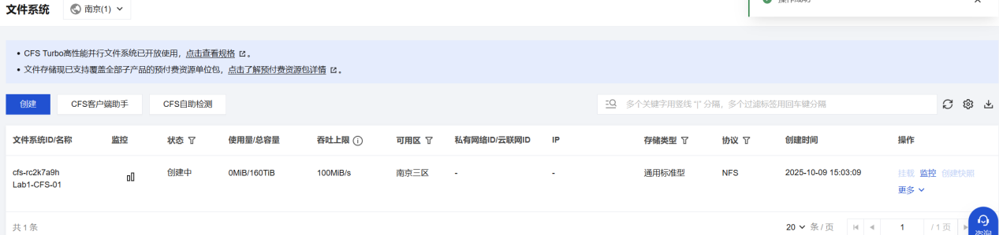 文件系统 南京(1)
操作成功
• CFS Turbo高性能并行文件系统已开放使用，点击查看规格 。
• 文件存储现已支持覆盖全部子产品的预付费资源单位包，点击了解预付费资源包详情 。
创建 CFS客户端助手 CFS自助检测 多个关键字用竖线 "|" 分隔，多个过滤标签用回车键分隔
文件系统ID/名称 监控 状态 使用量/总容量 吞吐上限 可用区 私有网络ID/云联网ID IP 存储类型 协议 创建时间 操作
cfs-rc2k7a9h 创建中 0MiB/160TiB 100MiB/s 南京三区 - - 通用标准型 NFS 2025-10-09 15:03:09 挂载 监控 创建快照
Lab1-CFS-01 更多
共 1 条 20 条 / 页 1 / 1 页
咨询